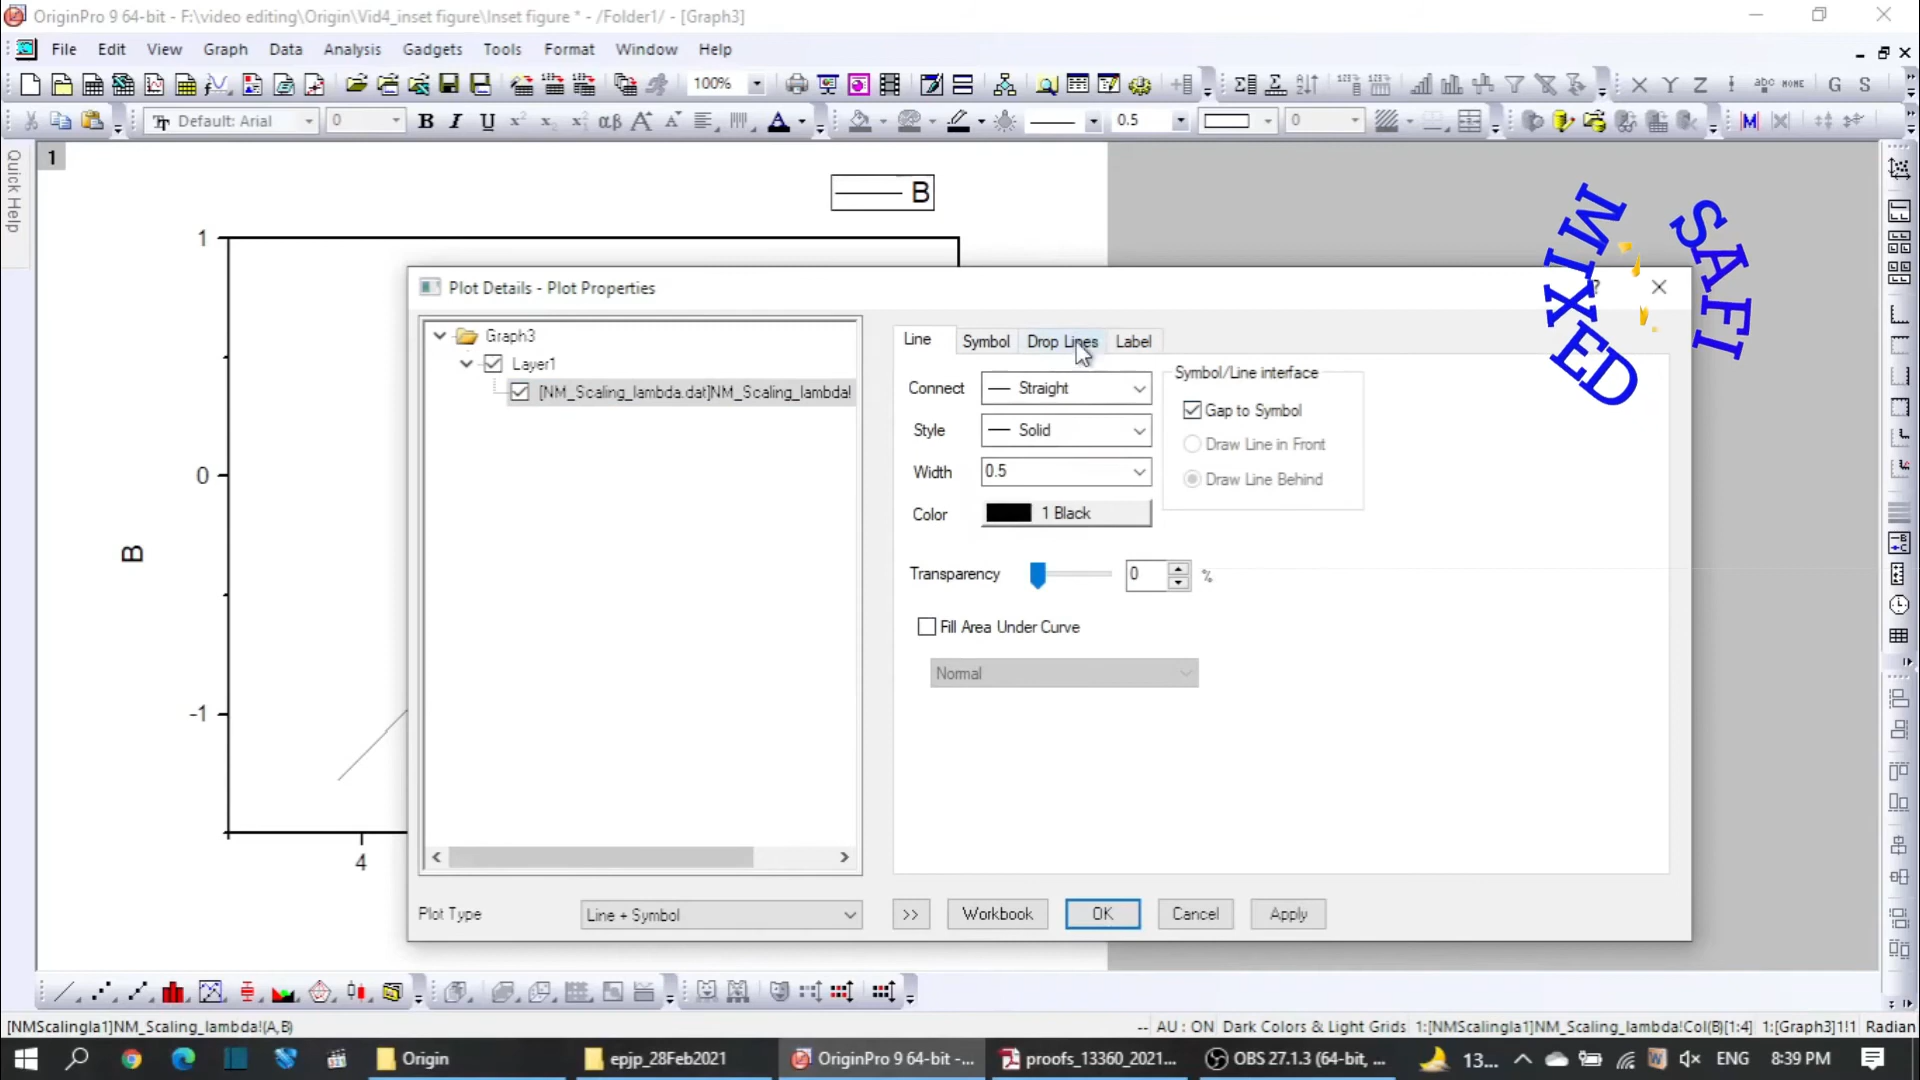 OriginPro 9 64-bit - F:\video editing\Origin\Vid4_inset figure\Inset figure * - /Folder1/ - [Graph3]
File Edit View Graph Data Analysis Gadgets Tools Format Window Help
100%
X Y Z abc NONE G S
Default: Arial 0 B I U αβ A A A 0.5 0
Quick Help
1
B
1
0
-1
B
4
MIXED
SAFI
Plot Details - Plot Properties
?
Graph3
Layer1
[NM_Scaling_lambda.dat]NM_Scaling_lambda!
Line Symbol Drop Lines Label
Connect Straight
Style Solid
Width 0.5
Color 1 Black
Symbol/Line interface
Gap to Symbol
Draw Line in Front
Draw Line Behind
Transparency 0 %
Fill Area Under Curve
Normal
Plot Type Line + Symbol >> Workbook OK Cancel Apply
[NMScalingla1]NM_Scaling_lambda!(A,B) -- AU : ON Dark Colors & Light Grids 1:[NMScalingla1]NM_Scaling_lambda!Col(B)[1:4] 1:[Graph3]1!1 Radian
Origin epjp_28Feb2021 OriginPro 9 64-bit -... proofs_13360_2021... OBS 27.1.3 (64-bit, ... 13... ENG 8:39 PM